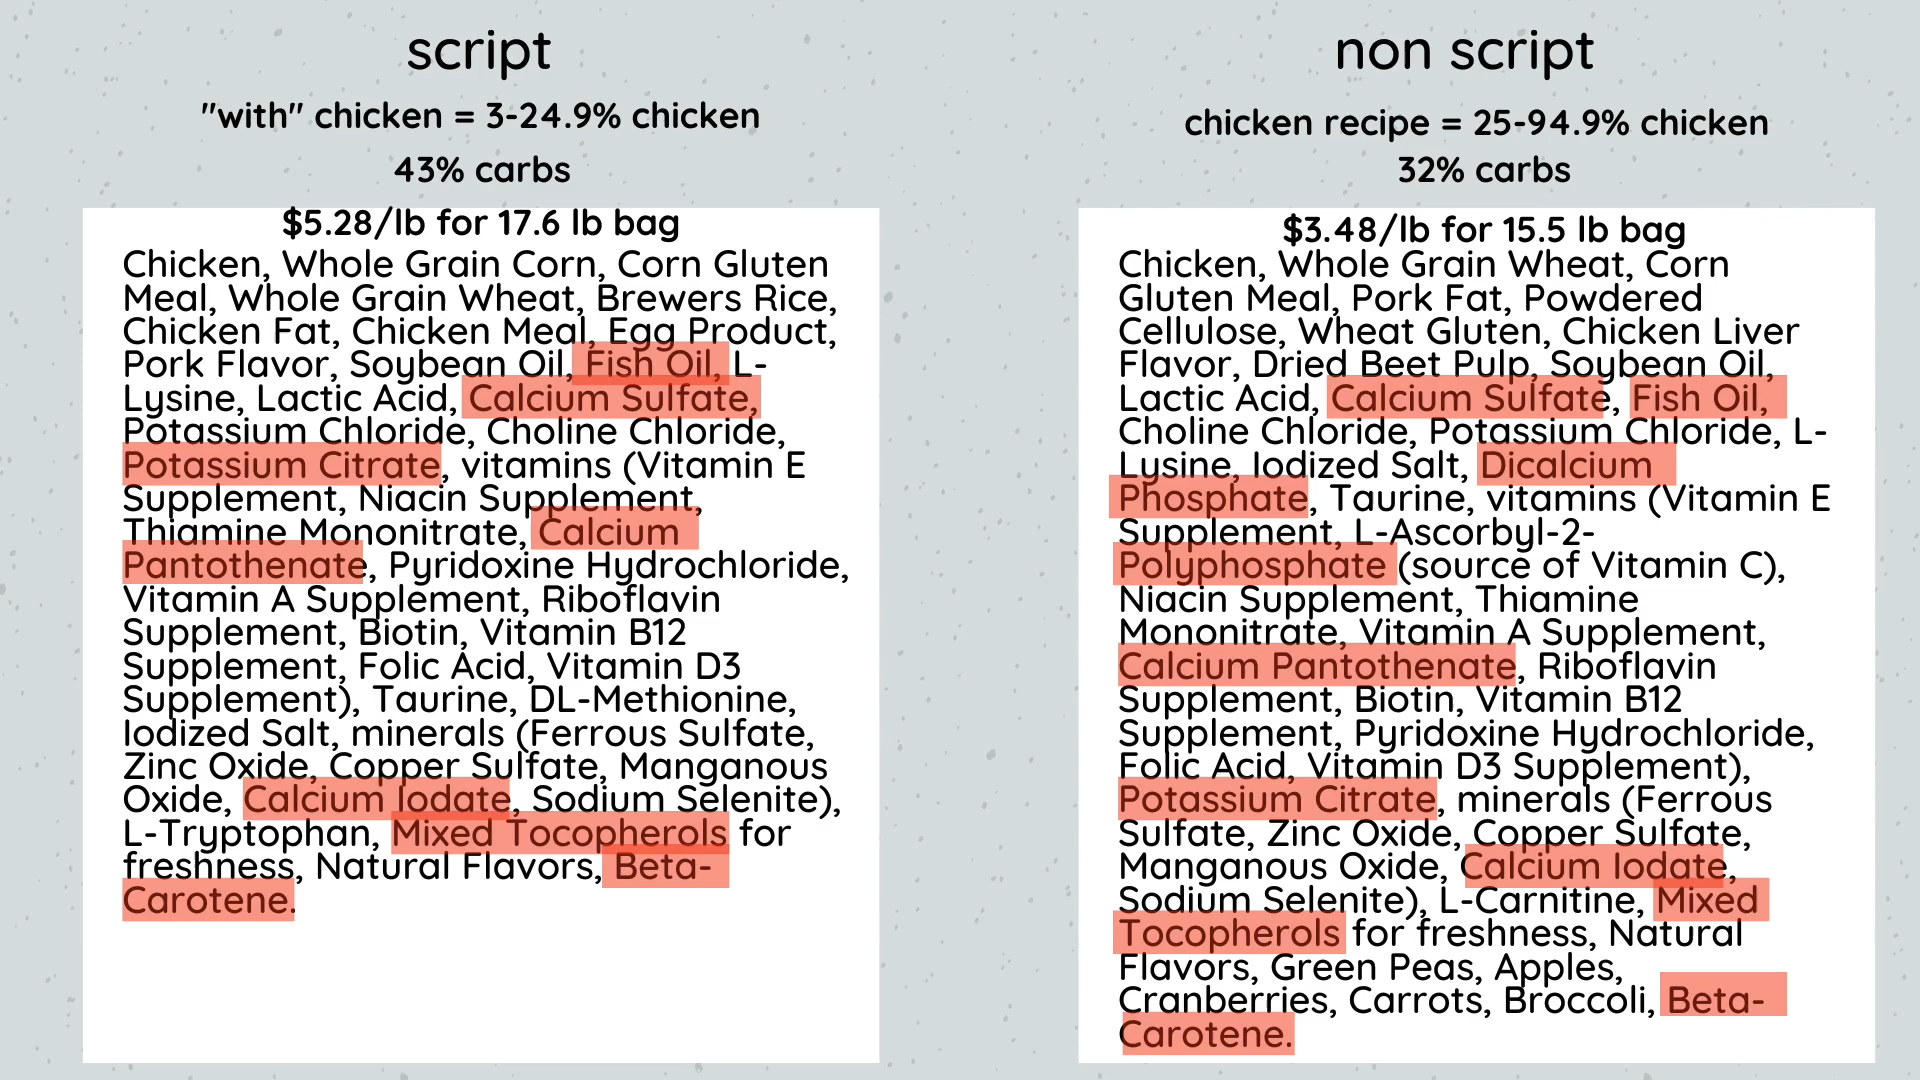 script
"with" chicken = 3-24.9% chicken
43% carbs
$5.28/lb for 17.6 lb bag
Chicken, Whole Grain Corn, Corn Gluten
Meal, Whole Grain Wheat, Brewers Rice,
Chicken Fat, Chicken Meal, Egg Product,
Pork Flavor, Soybean Oil, Fish Oil, L-
Lysine, Lactic Acid, Calcium Sulfate,
Potassium Chloride, Choline Chloride,
Potassium Citrate, vitamins (Vitamin E
Supplement, Niacin Supplement,
Thiamine Mononitrate, Calcium
Pantothenate, Pyridoxine Hydrochloride,
Vitamin A Supplement, Riboflavin
Supplement, Biotin, Vitamin B12
Supplement, Folic Acid, Vitamin D3
Supplement), Taurine, DL-Methionine,
Iodized Salt, minerals (Ferrous Sulfate,
Zinc Oxide, Copper Sulfate, Manganous
Oxide, Calcium Iodate, Sodium Selenite),
L-Tryptophan, Mixed Tocopherols for
freshness, Natural Flavors, Beta-
Carotene.
non script
chicken recipe = 25-94.9% chicken
32% carbs
$3.48/lb for 15.5 lb bag
Chicken, Whole Grain Wheat, Corn
Gluten Meal, Pork Fat, Powdered
Cellulose, Wheat Gluten, Chicken Liver
Flavor, Dried Beet Pulp, Soybean Oil,
Lactic Acid, Calcium Sulfate, Fish Oil,
Choline Chloride, Potassium Chloride, L-
Lysine, Iodized Salt, Dicalcium
Phosphate, Taurine, vitamins (Vitamin E
Supplement, L-Ascorbyl-2-
Polyphosphate (source of Vitamin C),
Niacin Supplement, Thiamine
Mononitrate, Vitamin A Supplement,
Calcium Pantothenate, Riboflavin
Supplement, Biotin, Vitamin B12
Supplement, Pyridoxine Hydrochloride,
Folic Acid, Vitamin D3 Supplement),
Potassium Citrate, minerals (Ferrous
Sulfate, Zinc Oxide, Copper Sulfate,
Manganous Oxide, Calcium Iodate,
Sodium Selenite), L-Carnitine, Mixed
Tocopherols for freshness, Natural
Flavors, Green Peas, Apples,
Cranberries, Carrots, Broccoli, Beta-
Carotene.